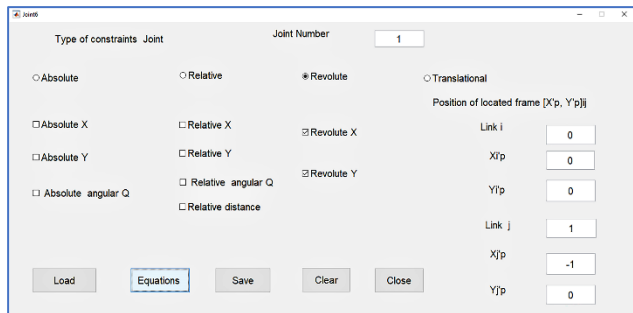 Joint6
Type of constraints Joint
Joint Number
1
Absolute
Relative
Revolute
Translational
Position of located frame [X'p, Y'p]ij
Absolute X
Relative X
Revolute X
Link i
0
Absolute Y
Relative Y
Revolute Y
Xi'p
0
Absolute angular Q
Relative angular Q
Yi'p
0
Relative distance
Link j
1
Xj'p
-1
Load
Equations
Save
Clear
Close
Yj'p
0